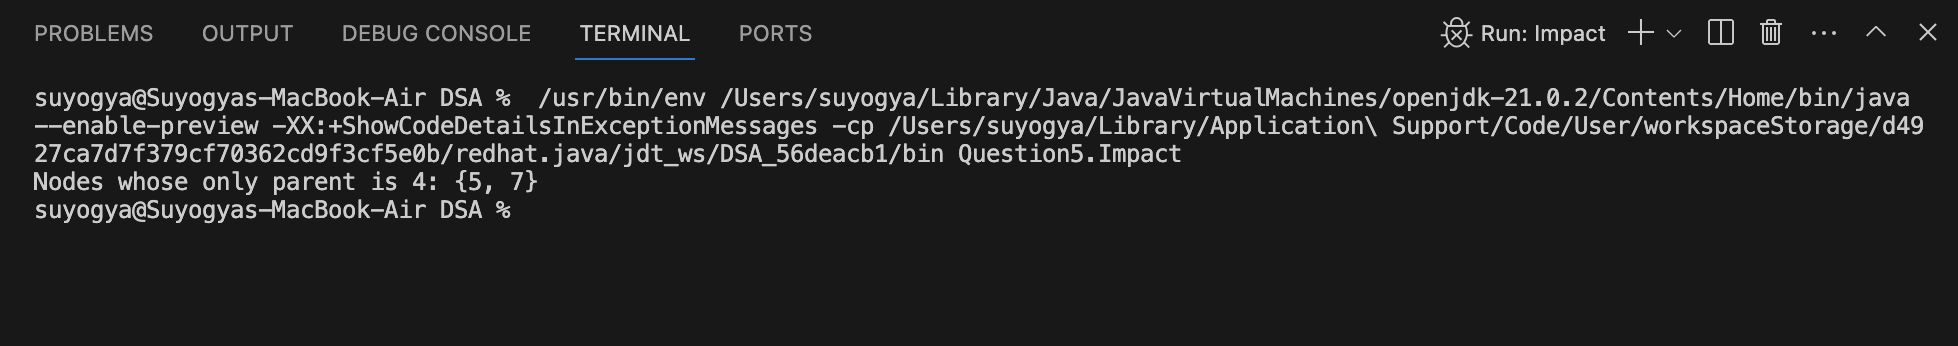 PROBLEMS OUTPUT DEBUG CONSOLE TERMINAL PORTS Run: Impact
suyogya@Suyogyas-MacBook-Air DSA %  /usr/bin/env /Users/suyogya/Library/Java/JavaVirtualMachines/openjdk-21.0.2/Contents/Home/bin/java
--enable-preview -XX:+ShowCodeDetailsInExceptionMessages -cp /Users/suyogya/Library/Application\ Support/Code/User/workspaceStorage/d49
27ca7d7f379cf70362cd9f3cf5e0b/redhat.java/jdt_ws/DSA_56deacb1/bin Question5.Impact
Nodes whose only parent is 4: {5, 7}
suyogya@Suyogyas-MacBook-Air DSA %